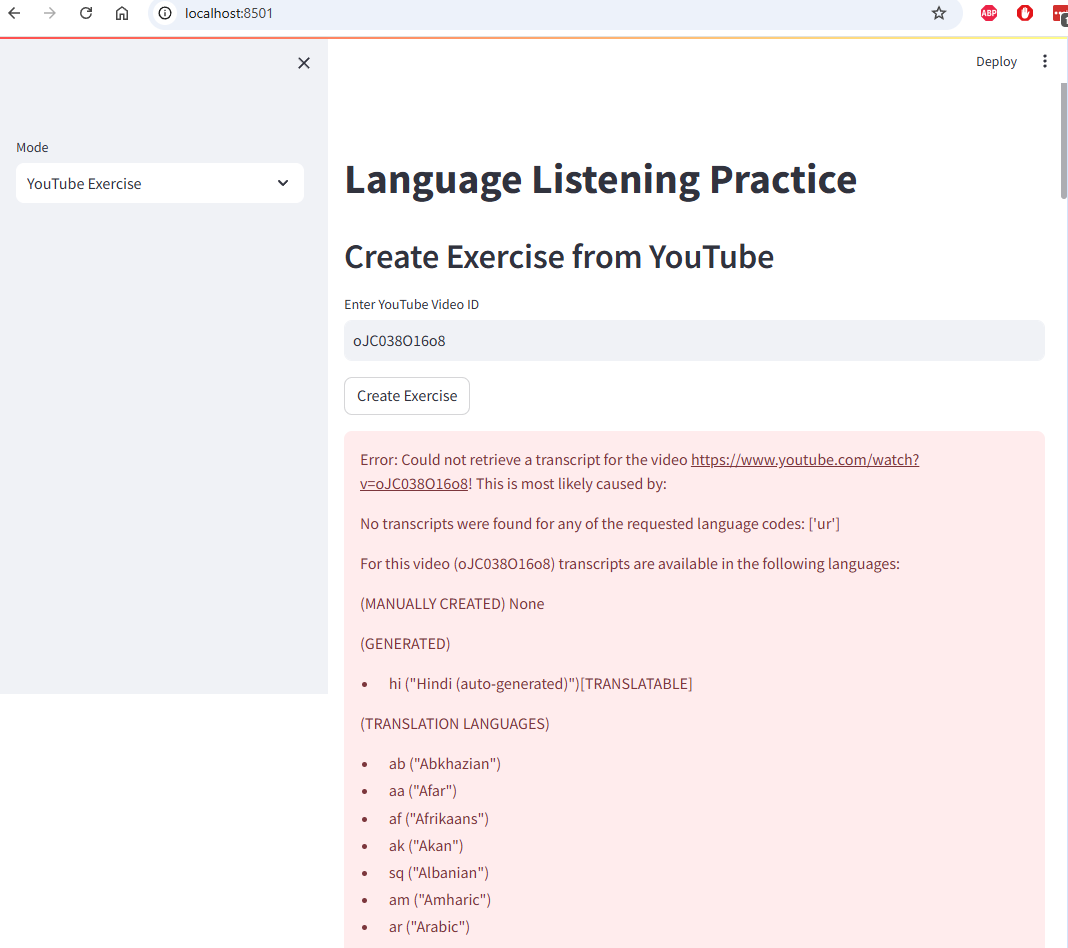 localhost:8501
ABP
Deploy
Mode
YouTube Exercise
Language Listening Practice
Create Exercise from YouTube
Enter YouTube Video ID
oJC038O16o8
Create Exercise
Error: Could not retrieve a transcript for the video https://www.youtube.com/watch?
v=oJC038O16o8! This is most likely caused by:
No transcripts were found for any of the requested language codes: ['ur']
For this video (oJC038O16o8) transcripts are available in the following languages:
(MANUALLY CREATED) None
(GENERATED)
• hi ("Hindi (auto-generated)")[TRANSLATABLE]
(TRANSLATION LANGUAGES)
• ab ("Abkhazian")
• aa ("Afar")
• af ("Afrikaans")
• ak ("Akan")
• sq ("Albanian")
• am ("Amharic")
• ar ("Arabic")